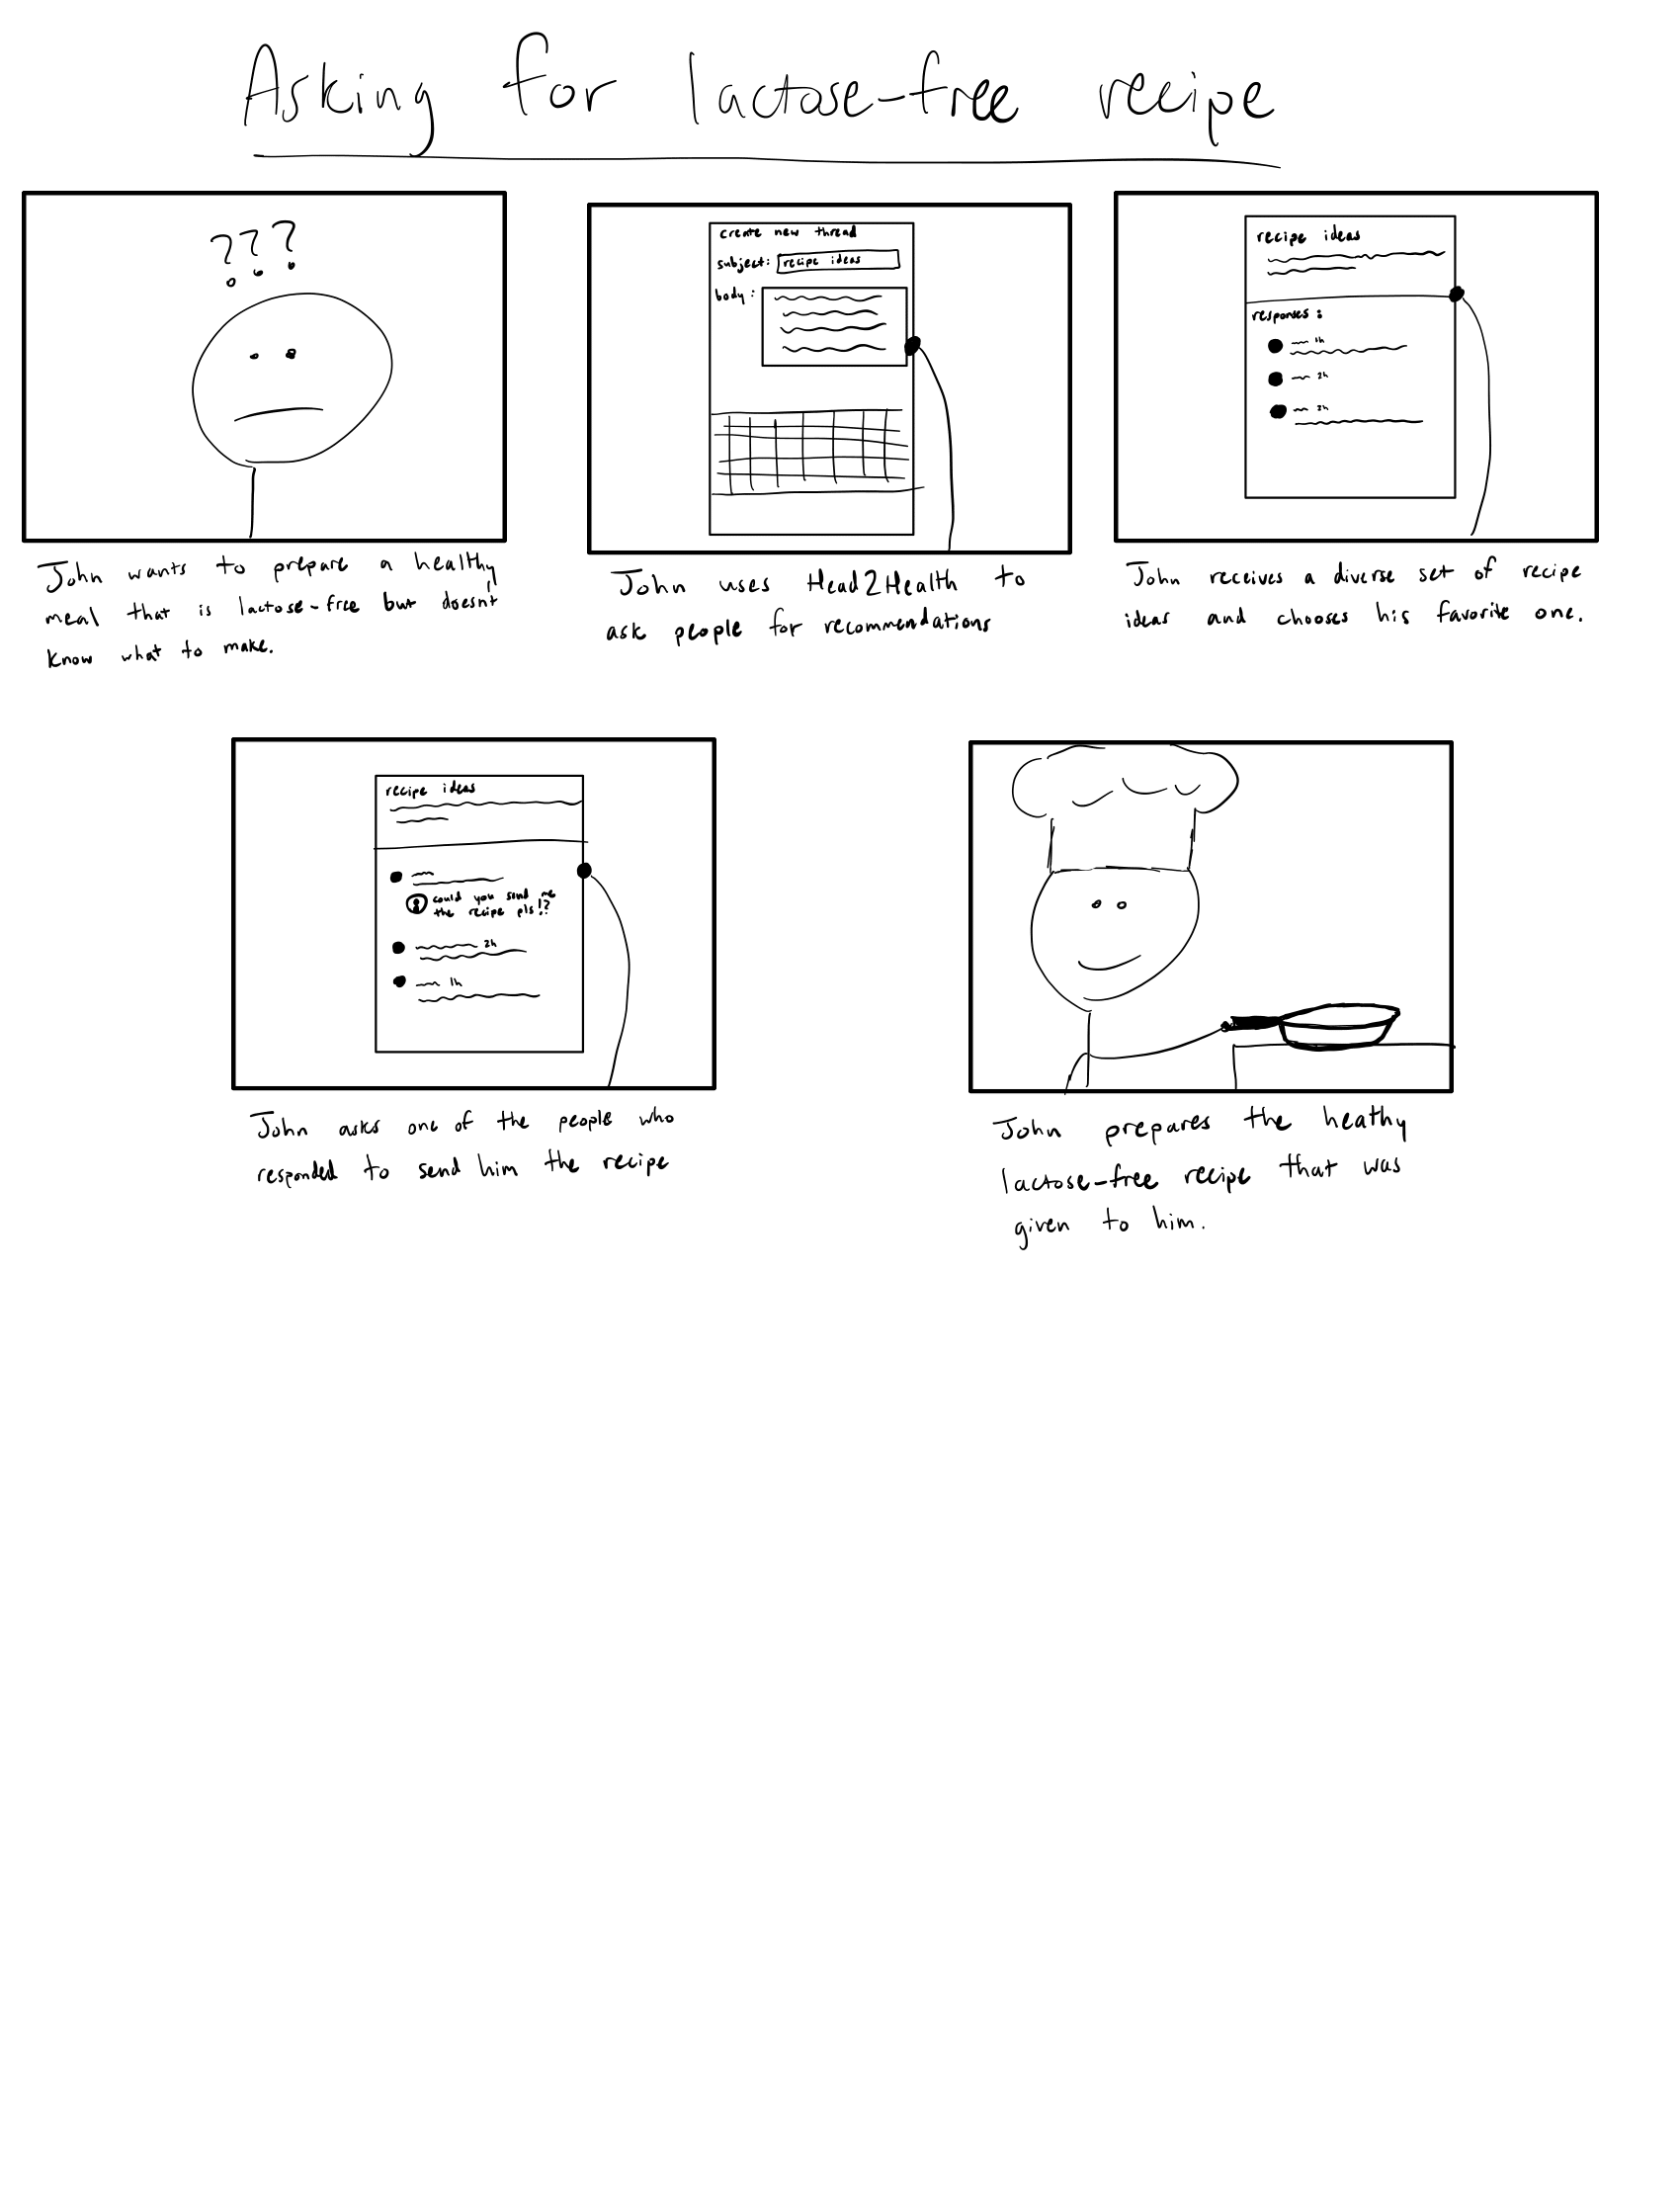 Asking for lactose-free recipe
? ? ?
John wants to prepare a healthy
meal that is lactose-free but doesn't
know what to make.
create new thread
subject: recipe ideas
body:
John uses Head2Health to
ask people for recommendations
recipe ideas
responses:
1h
2h
3h
John receives a diverse set of recipe
ideas and chooses his favorite one.
recipe ideas
could you send me
the recipe pls!?
2h
1h
John asks one of the people who
responded to send him the recipe
John prepares the heathy
lactose-free recipe that was
given to him.